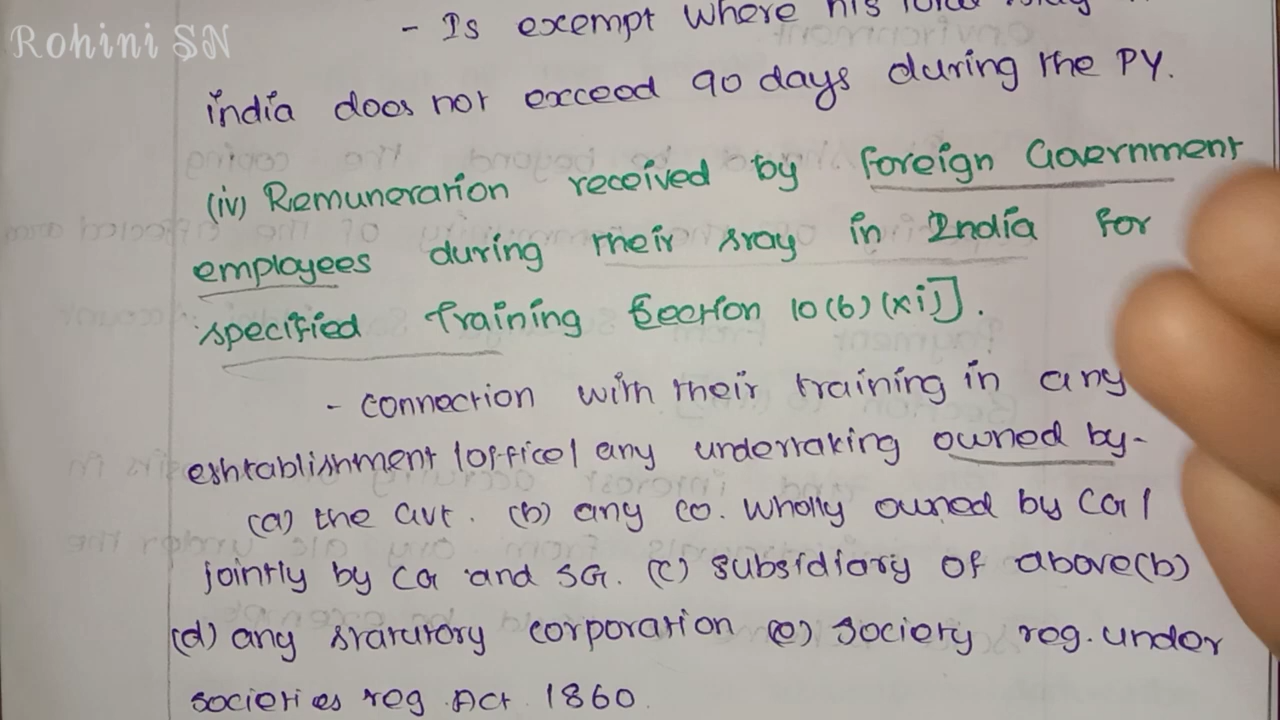 Rohini SN
- Is exempt where his total stay in
india does not exceed 90 days during the PY.
(iv) Remuneration received by foreign Government
employees during their stay in India for
specified training [Section 10(6)(xi)].
- connection with their training in any
eshtablishment /office/ any undertaking owned by-
(a) the Gvt. (b) any co. wholly owned by CG /
jointly by CG and SG. (c) subsidiary of above(b)
(d) any statutory corporation (e) society reg. under
societies reg Act 1860.